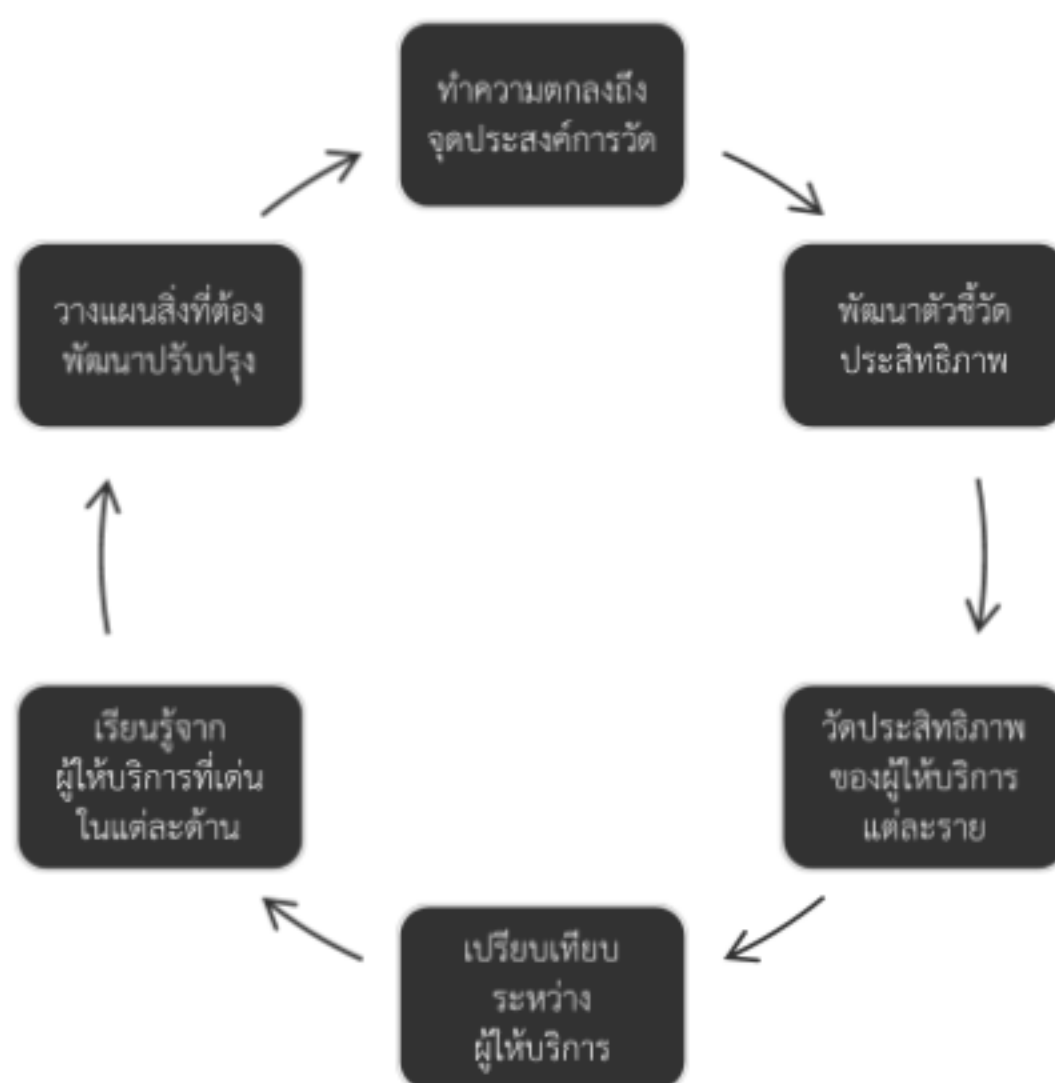 ทำความตกลงถึง
จุดประสงค์การวัด
พัฒนาตัวชี้วัด
ประสิทธิภาพ
วัดประสิทธิภาพ
ของผู้ให้บริการ
แต่ละราย
เปรียบเทียบ
ระหว่าง
ผู้ให้บริการ
เรียนรู้จาก
ผู้ให้บริการที่เด่น
ในแต่ละด้าน
วางแผนสิ่งที่ต้อง
พัฒนาปรับปรุง